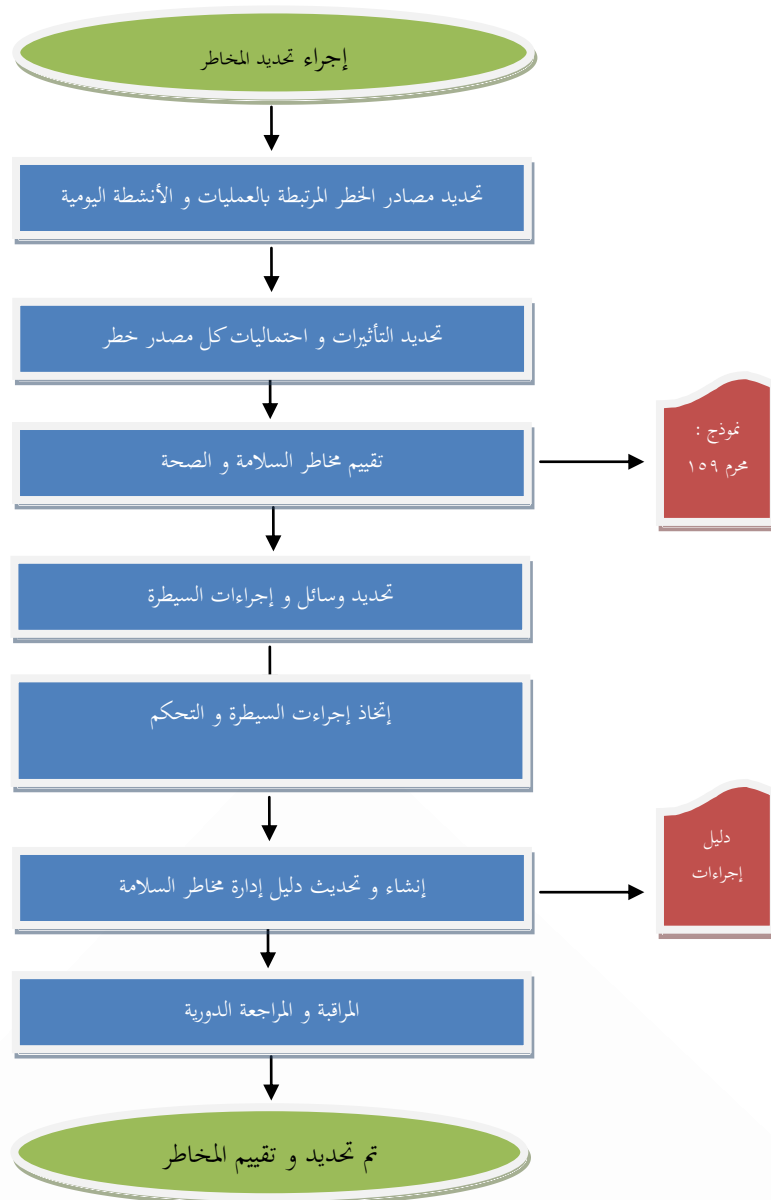 إجراء تحديد المخاطر
تحديد مصادر الخطر المرتبطة بالعمليات و الأنشطة اليومية
تحديد التأثيرات و احتماليات كل مصدر خطر
تقييم مخاطر السلامة و الصحة
نموذج :
محرم ١٥٩
تحديد وسائل و إجراءات السيطرة
إتخاذ إجراءت السيطرة و التحكم
إنشاء و تحديث دليل إدارة مخاطر السلامة
دليل
إجراءات
المراقبة و المراجعة الدورية
تم تحديد و تقييم المخاطر